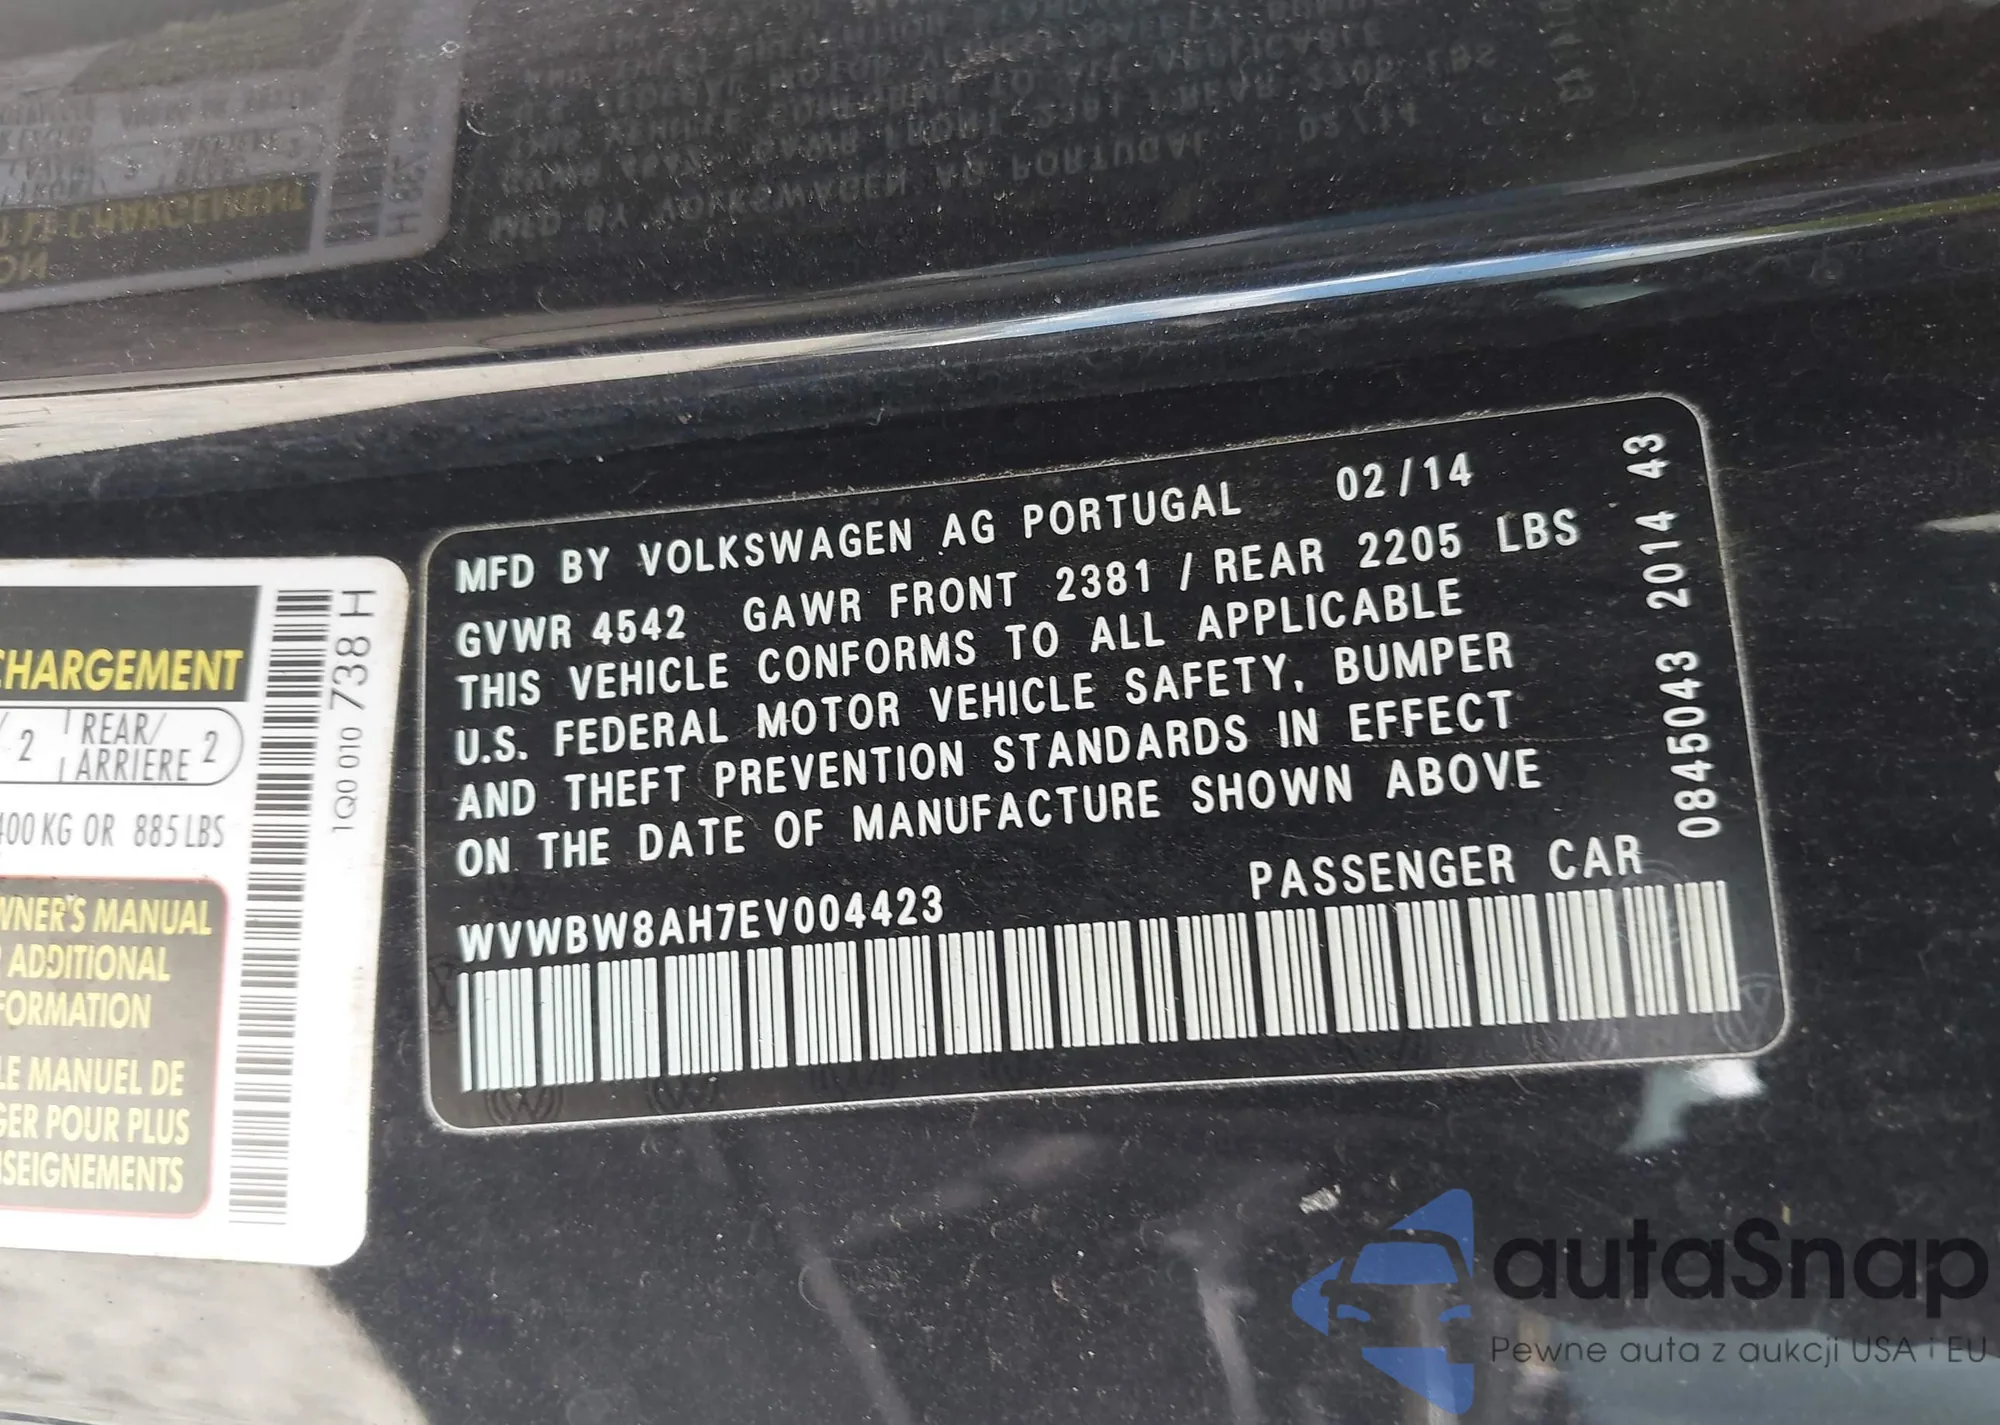 MFD BY VOLKSWAGEN AG PORTUGAL 02/14
GVWR 4542 GAWR FRONT 2381 / REAR 2205 LBS
THIS VEHICLE CONFORMS TO ALL APPLICABLE
U.S. FEDERAL MOTOR VEHICLE SAFETY, BUMPER
AND THEFT PREVENTION STANDARDS IN EFFECT
ON THE DATE OF MANUFACTURE SHOWN ABOVE
PASSENGER CAR
WVWBW8AH7EV004423
0845043 2014 43
CHARGEMENT
/ 2 REAR/
ARRIERE 2
400 KG OR 885 LBS
WNER'S MANUAL
ADDITIONAL
FORMATION
LE MANUEL DE
GER POUR PLUS
NSEIGNEMENTS
1Q0 010 738 H
autaSnap
Pewne auta z aukcji USA i EU